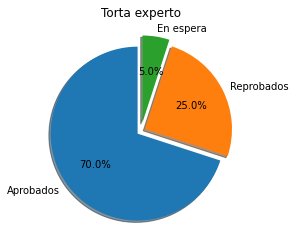 Torta experto
En espera
5.0%
Reprobados
25.0%
70.0%
Aprobados